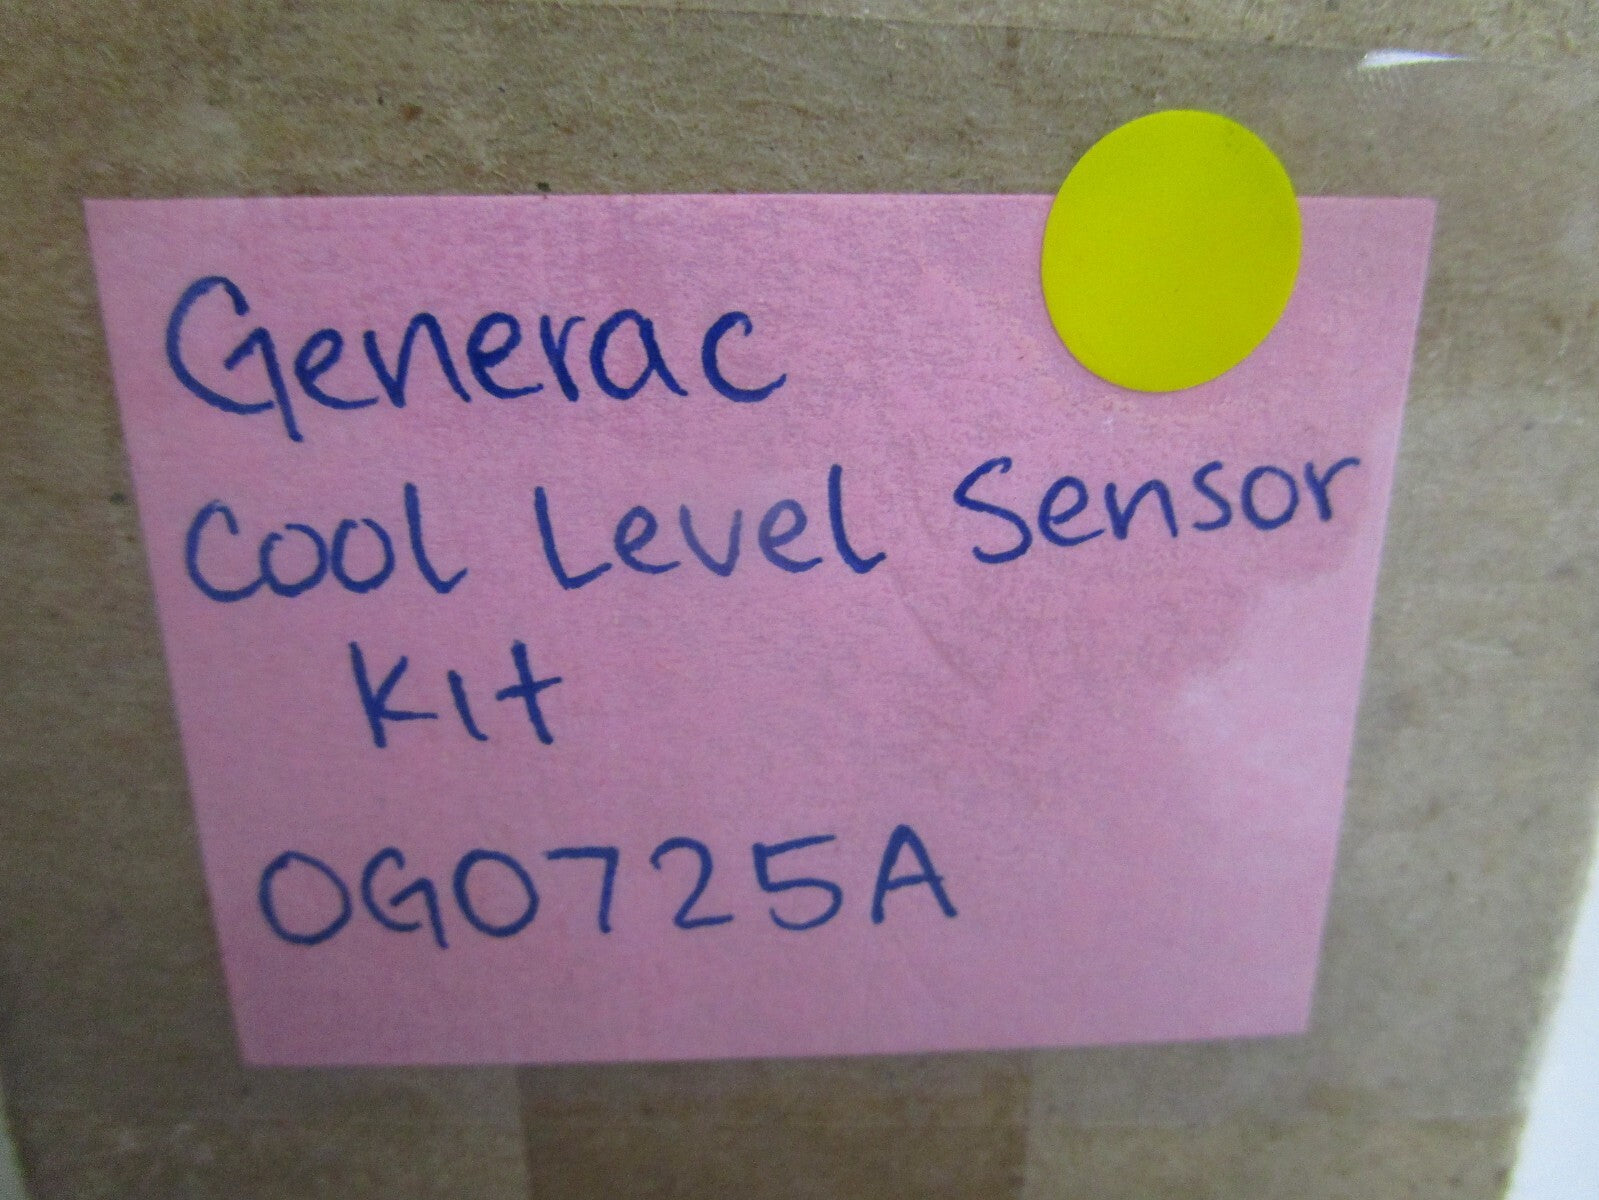 Generac
Cool Level Sensor
Kit
0G0725A